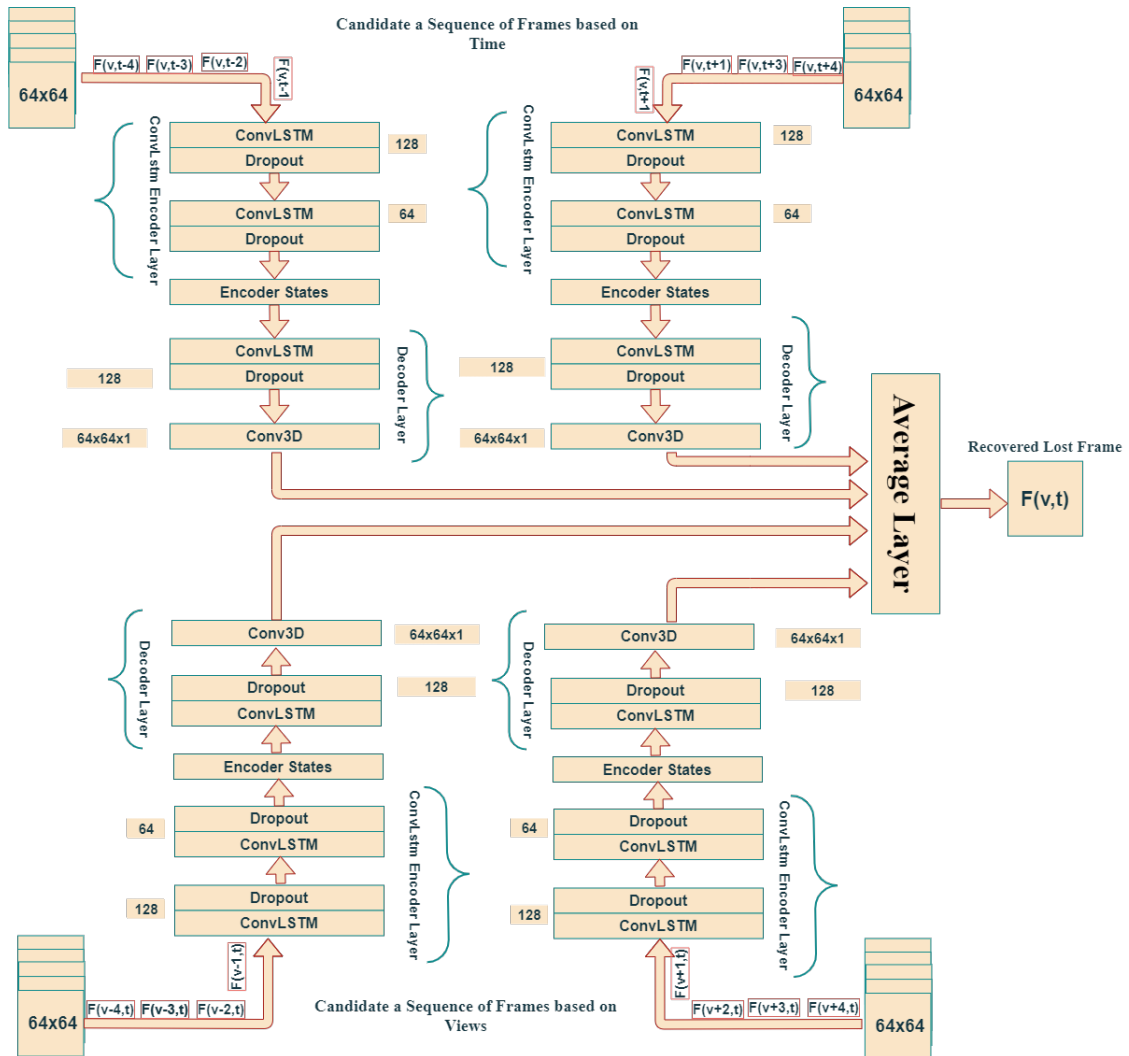 Candidate a Sequence of Frames based on
Time
F(v,t-4) F(v,t-3) F(v,t-2)
F(v,t-1
64x64
F(v,t+1) F(v,t+3) F(v,t+4)
F(v,t+1
64x64
ConvLstm Encoder Layer
ConvLSTM
128
Dropout
ConvLSTM
64
Dropout
Encoder States
Decoder Layer
ConvLSTM
128
Dropout
64x64x1
Conv3D
ConvLstm Encoder Layer
ConvLSTM
128
Dropout
ConvLSTM
64
Dropout
Encoder States
Decoder Layer
ConvLSTM
128
Dropout
64x64x1
Conv3D
Average Layer
Recovered Lost Frame
F(v,t)
Decoder Layer
Conv3D
64x64x1
Dropout
128
ConvLSTM
Encoder States
ConvLstm Encoder Layer
64
Dropout
ConvLSTM
128
Dropout
ConvLSTM
Decoder Layer
Conv3D
64x64x1
Dropout
128
ConvLSTM
Encoder States
ConvLstm Encoder Layer
64
Dropout
ConvLSTM
128
Dropout
ConvLSTM
F(v-1,t)
F(v-4,t) F(v-3,t) F(v-2,t)
64x64
Candidate a Sequence of Frames based on
Views
F(v+1,t)
F(v+2,t) F(v+3,t) F(v+4,t)
64x64